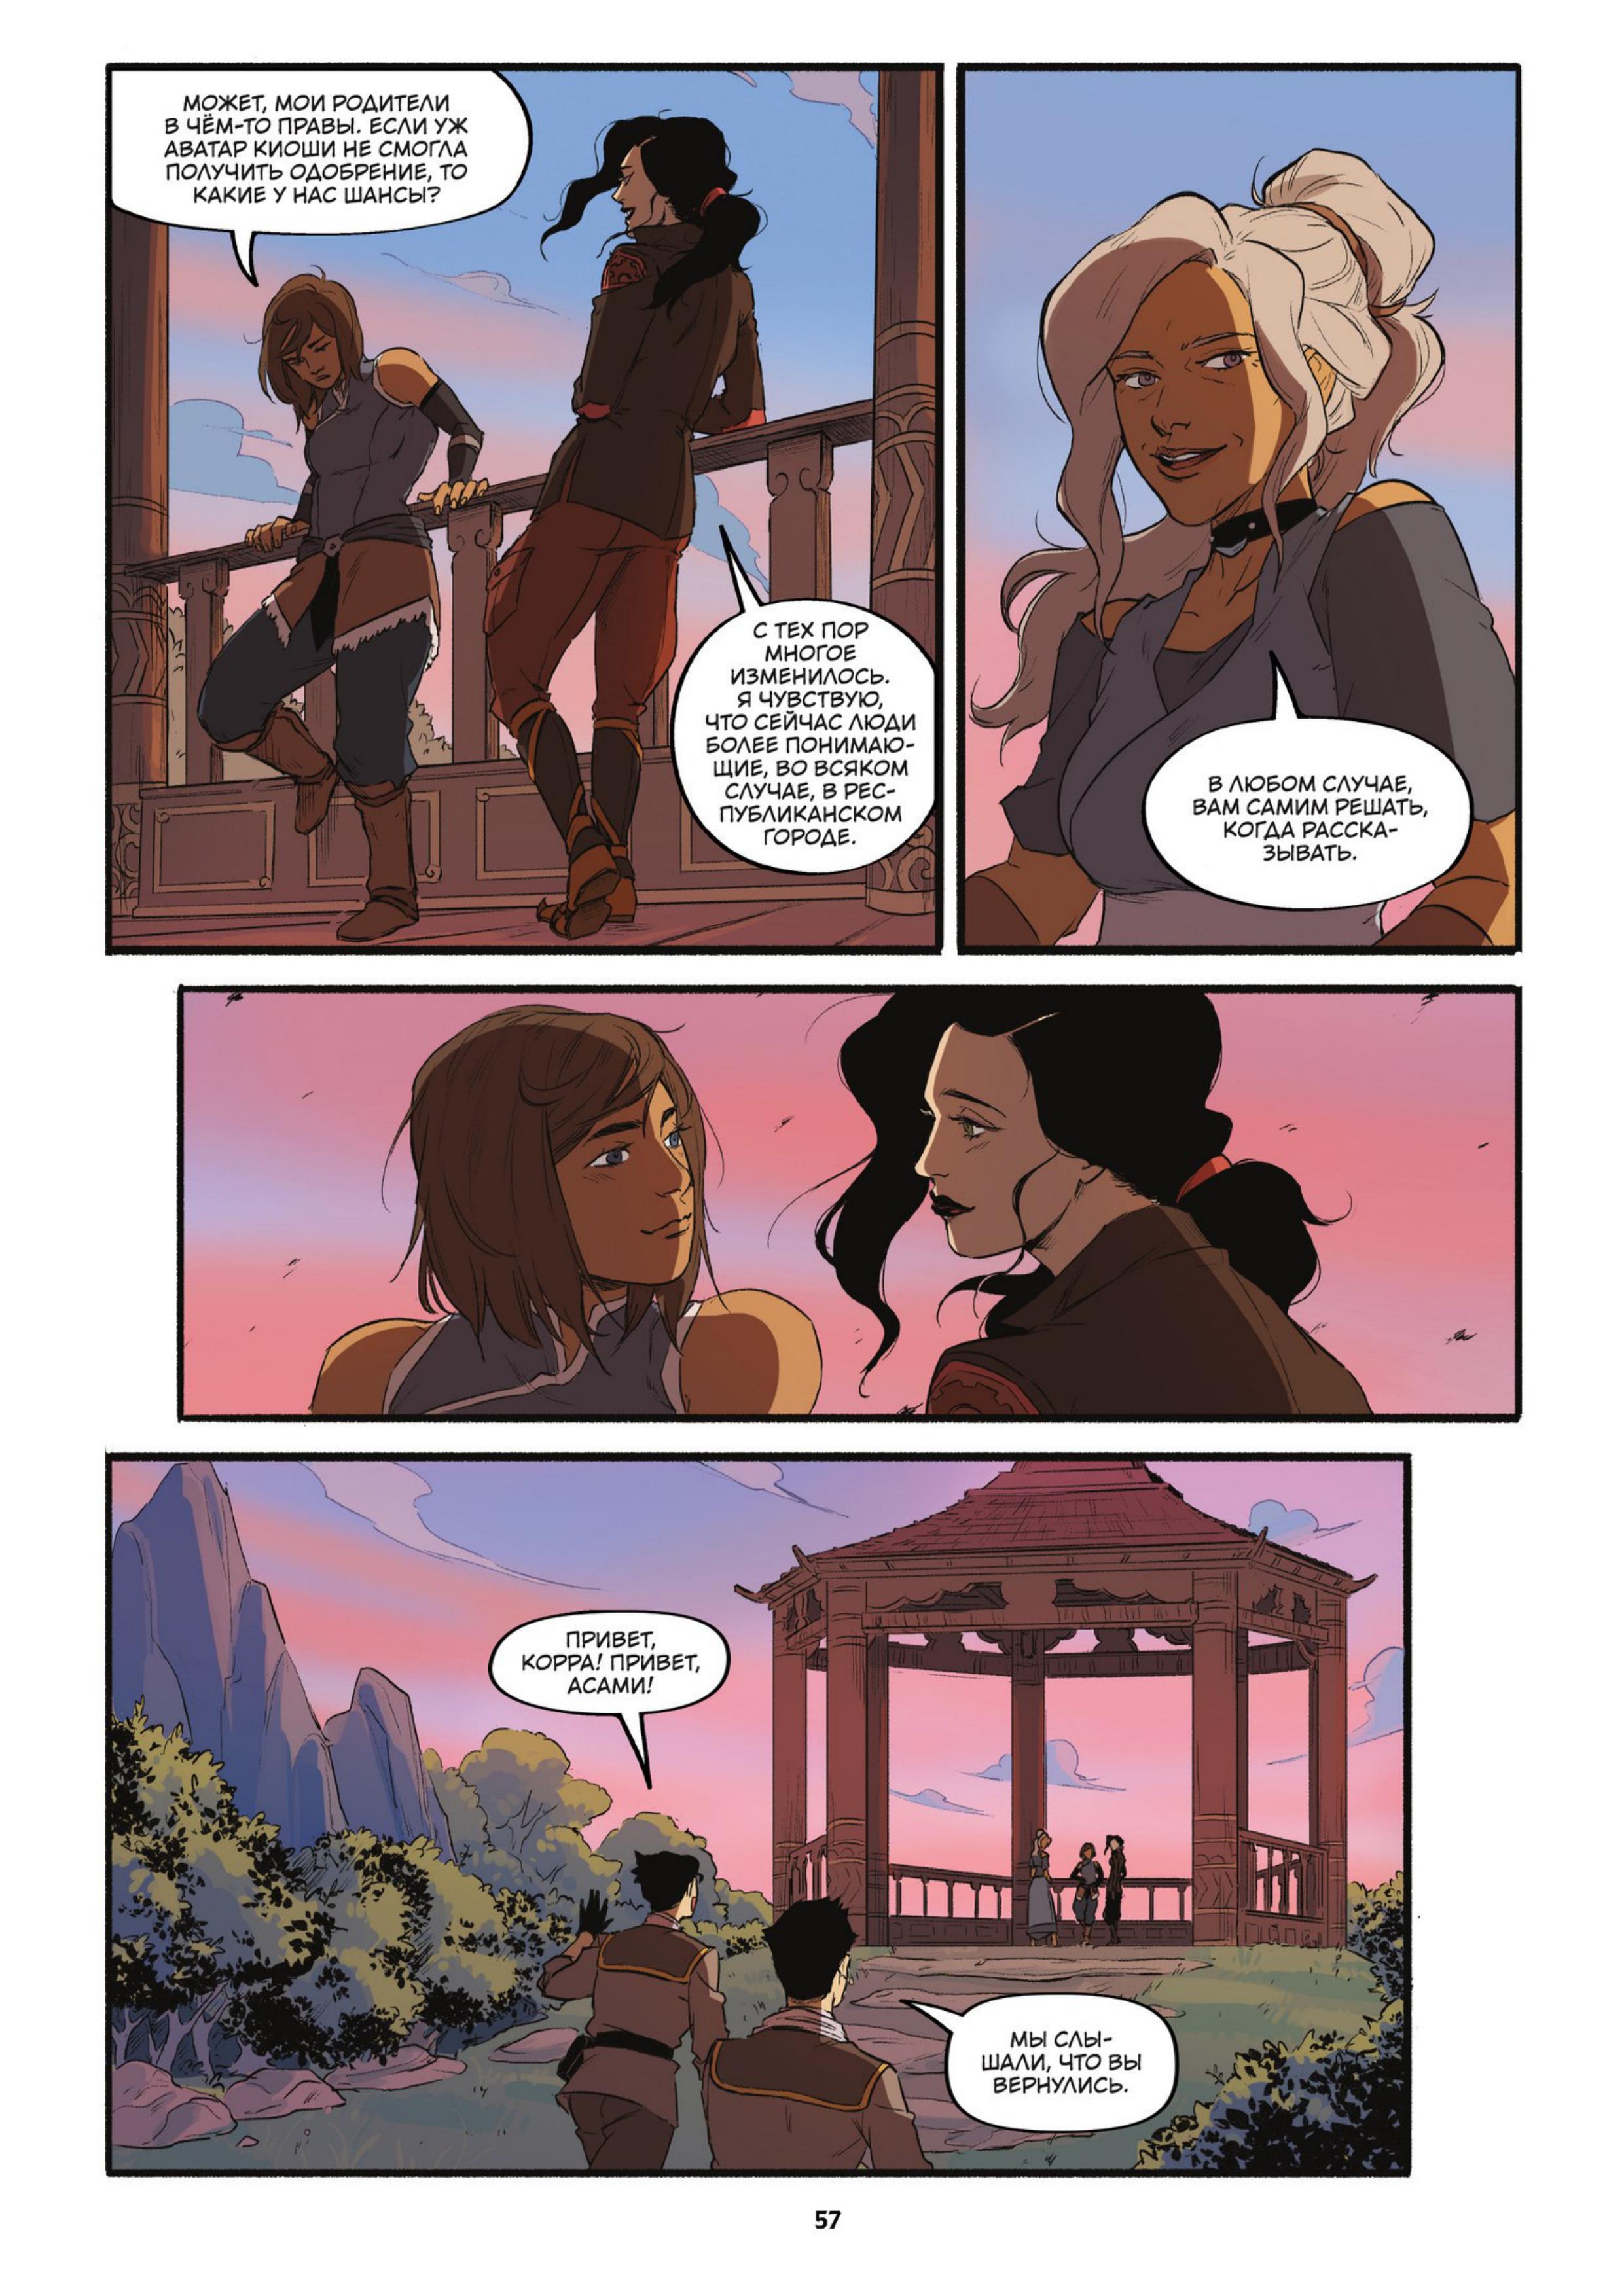 МОЖЕТ, МОИ РОДИТЕЛИ
В ЧЁМ-ТО ПРАВЫ. ЕСЛИ УЖ
АВАТАР КИОШИ НЕ СМОГЛА
ПОЛУЧИТЬ ОДОБРЕНИЕ, ТО
КАКИЕ У НАС ШАНСЫ?
С ТЕХ ПОР
МНОГОЕ
ИЗМЕНИЛОСЬ.
Я ЧУВСТВУЮ,
ЧТО СЕЙЧАС ЛЮДИ
БОЛЕЕ ПОНИМАЮ-
ЩИЕ, ВО ВСЯКОМ
СЛУЧАЕ, В РЕС-
ПУБЛИКАНСКОМ
ГОРОДЕ.
В ЛЮБОМ СЛУЧАЕ,
ВАМ САМИМ РЕШАТЬ,
КОГДА РАССКА-
ЗЫВАТЬ.
ПРИВЕТ,
КОРРА! ПРИВЕТ,
АСАМИ!
МЫ СЛЫ-
ШАЛИ, ЧТО ВЫ
ВЕРНУЛИСЬ.
57